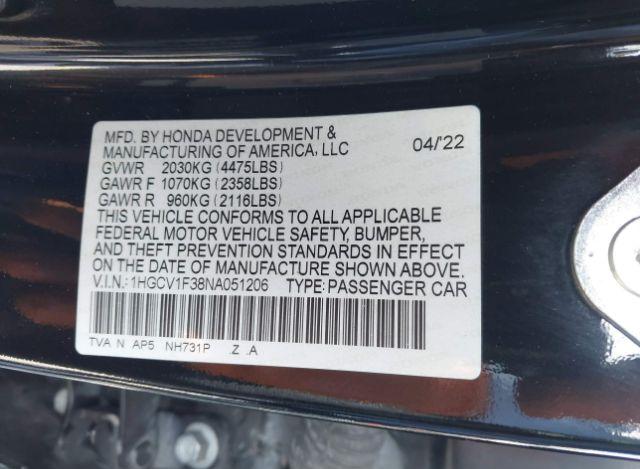 MFD. BY HONDA DEVELOPMENT &
MANUFACTURING OF AMERICA, LLC 04/'22
GVWR 2030KG (4475LBS)
GAWR F 1070KG (2358LBS)
GAWR R 960KG (2116LBS)
THIS VEHICLE CONFORMS TO ALL APPLICABLE
FEDERAL MOTOR VEHICLE SAFETY, BUMPER,
AND THEFT PREVENTION STANDARDS IN EFFECT
ON THE DATE OF MANUFACTURE SHOWN ABOVE.
V.I.N.: 1HGCV1F38NA051206 TYPE: PASSENGER CAR
TVA N AP5 NH731P .Z .A